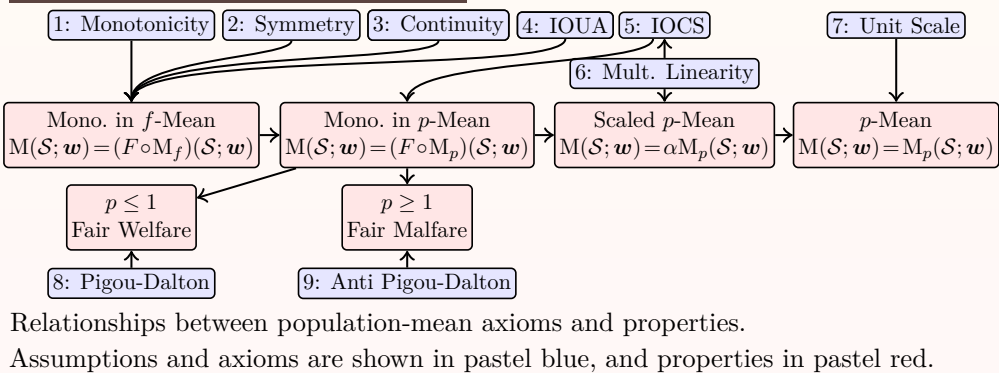 1: Monotonicity 2: Symmetry 3: Continuity 4: IOUA 5: IOCS 7: Unit Scale
6: Mult. Linearity
Mono. in f-Mean
M(𝒮; w) = (F∘M_f)(𝒮; w)
Mono. in p-Mean
M(𝒮; w) = (F∘M_p)(𝒮; w)
Scaled p-Mean
M(𝒮; w) = αM_p(𝒮; w)
p-Mean
M(𝒮; w) = M_p(𝒮; w)
p ≤ 1
Fair Welfare
p ≥ 1
Fair Malfare
8: Pigou-Dalton 9: Anti Pigou-Dalton
Relationships between population-mean axioms and properties.
Assumptions and axioms are shown in pastel blue, and properties in pastel red.